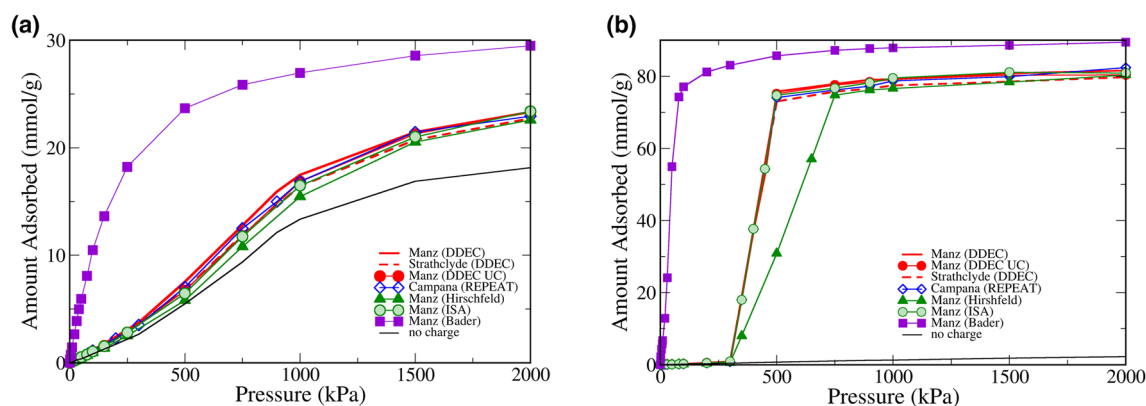 (a)
Amount Adsorbed (mmol/g)
30
20
10
0
0
500
1000
1500
2000
Pressure (kPa)
Manz (DDEC)
Strathclyde (DDEC)
Manz (DDEC UC)
Campana (REPEAT)
Manz (Hirschfeld)
Manz (ISA)
Manz (Bader)
no charge
(b)
Amount Adsorbed (mmol/g)
80
60
40
20
0
0
500
1000
1500
2000
Pressure (kPa)
Manz (DDEC)
Manz (DDEC UC)
Strathclyde (DDEC)
Campana (REPEAT)
Manz (Hirshfeld)
Manz (ISA)
Manz (Bader)
no charge